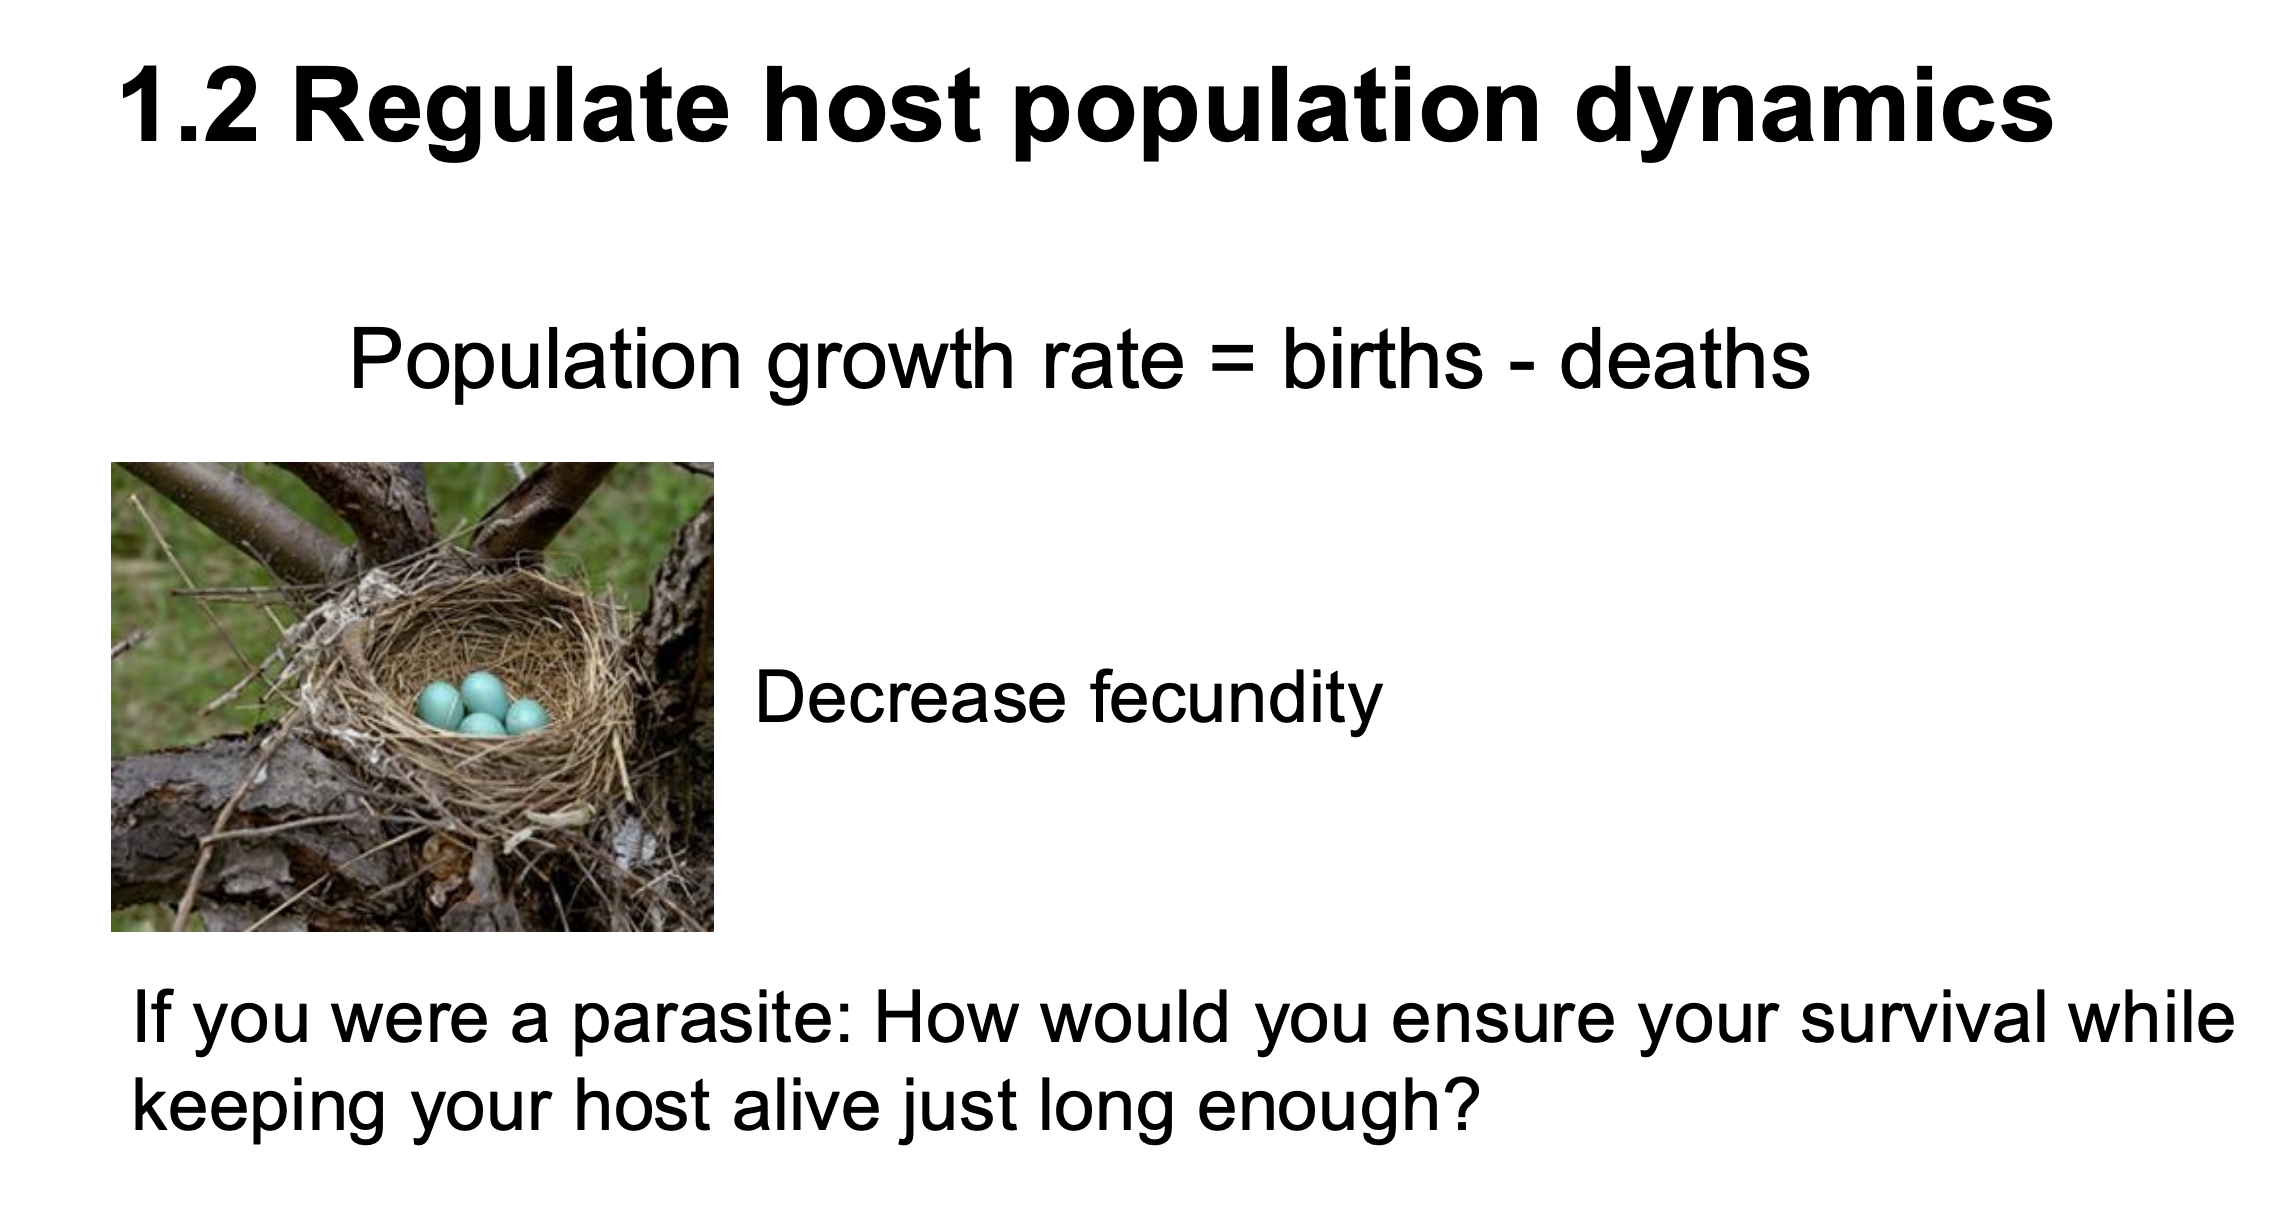 1.2 Regulate host population dynamics
Population growth rate = births - deaths
Decrease fecundity
If you were a parasite: How would you ensure your survival while
keeping your host alive just long enough?